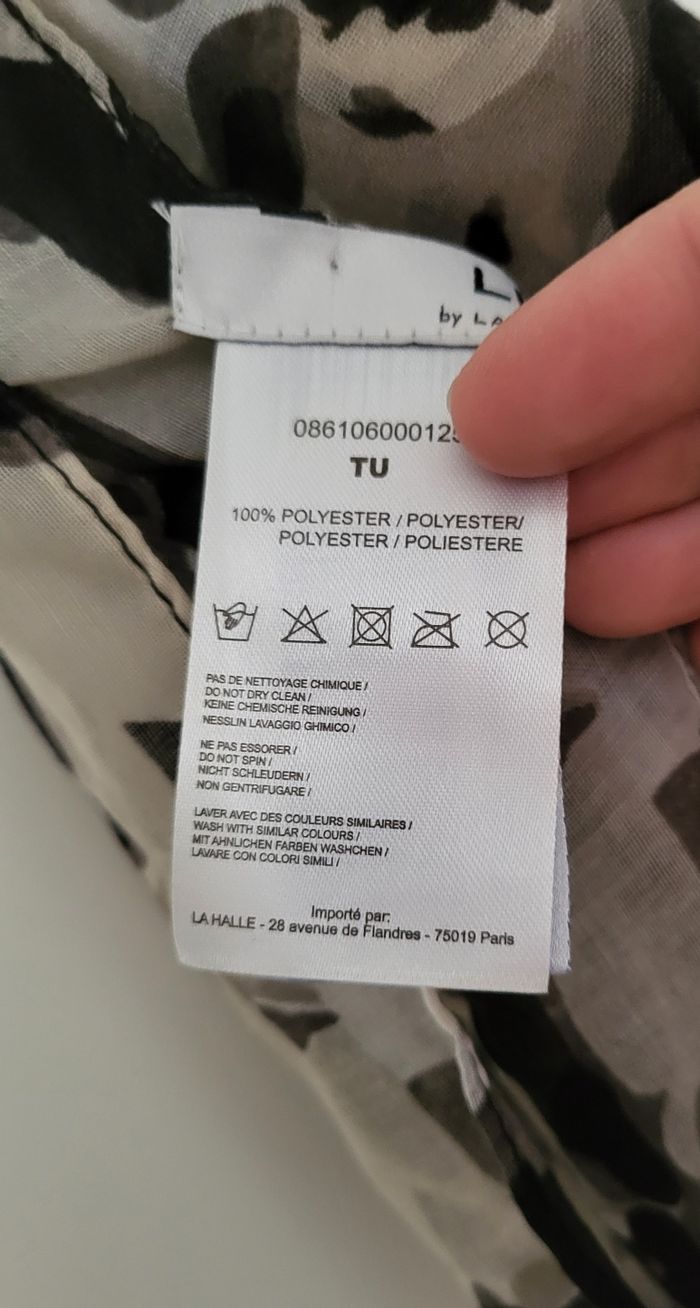 by
08610600012
TU
100% POLYESTER / POLYESTER/
POLYESTER / POLIESTERE
PAS DE NETTOYAGE CHIMIQUE /
DO NOT DRY CLEAN /
KEINE CHEMISCHE REINIGUNG /
NESSLIN LAVAGGIO GHIMICO /
NE PAS ESSORER /
DO NOT SPIN /
NICHT SCHLEUDERN /
NON GENTRIFUGARE /
LAVER AVEC DES COULEURS SIMILAIRES /
WASH WITH SIMILAR COLOURS /
MIT AHNLICHEN FARBEN WASHCHEN /
LAVARE CON COLORI SIMILI /
Importé par:
LA HALLE - 28 avenue de Flandres - 75019 Paris